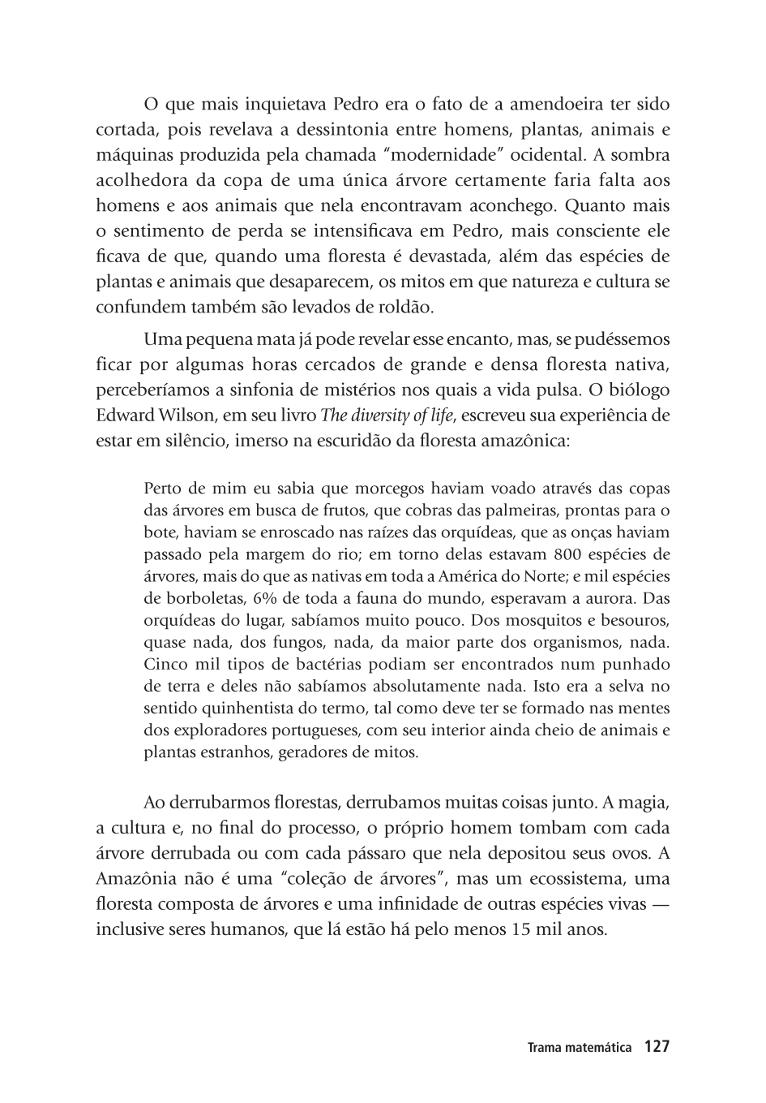 O que mais inquietava Pedro era o fato de a amendoeira ter sido
cortada, pois revelava a dessintonia entre homens, plantas, animais e
máquinas produzida pela chamada “modernidade” ocidental. A sombra
acolhedora da copa de uma única árvore certamente faria falta aos
homens e aos animais que nela encontravam aconchego. Quanto mais
o sentimento de perda se intensificava em Pedro, mais consciente ele
ficava de que, quando uma floresta é devastada, além das espécies de
plantas e animais que desaparecem, os mitos em que natureza e cultura se
confundem também são levados de roldão.
Uma pequena mata já pode revelar esse encanto, mas, se pudéssemos
ficar por algumas horas cercados de grande e densa floresta nativa,
perceberíamos a sinfonia de mistérios nos quais a vida pulsa. O biólogo
Edward Wilson, em seu livro The diversity of life, escreveu sua experiência de
estar em silêncio, imerso na escuridão da floresta amazônica:
Perto de mim eu sabia que morcegos haviam voado através das copas
das árvores em busca de frutos, que cobras das palmeiras, prontas para o
bote, haviam se enroscado nas raízes das orquídeas, que as onças haviam
passado pela margem do rio; em torno delas estavam 800 espécies de
árvores, mais do que as nativas em toda a América do Norte; e mil espécies
de borboletas, 6% de toda a fauna do mundo, esperavam a aurora. Das
orquídeas do lugar, sabíamos muito pouco. Dos mosquitos e besouros,
quase nada, dos fungos, nada, da maior parte dos organismos, nada.
Cinco mil tipos de bactérias podiam ser encontrados num punhado
de terra e deles não sabíamos absolutamente nada. Isto era a selva no
sentido quinhentista do termo, tal como deve ter se formado nas mentes
dos exploradores portugueses, com seu interior ainda cheio de animais e
plantas estranhos, geradores de mitos.
Ao derrubarmos florestas, derrubamos muitas coisas junto. A magia,
a cultura e, no final do processo, o próprio homem tombam com cada
árvore derrubada ou com cada pássaro que nela depositou seus ovos. A
Amazônia não é uma “coleção de árvores”, mas um ecossistema, uma
floresta composta de árvores e uma infinidade de outras espécies vivas —
inclusive seres humanos, que lá estão há pelo menos 15 mil anos.
Trama matemática 127